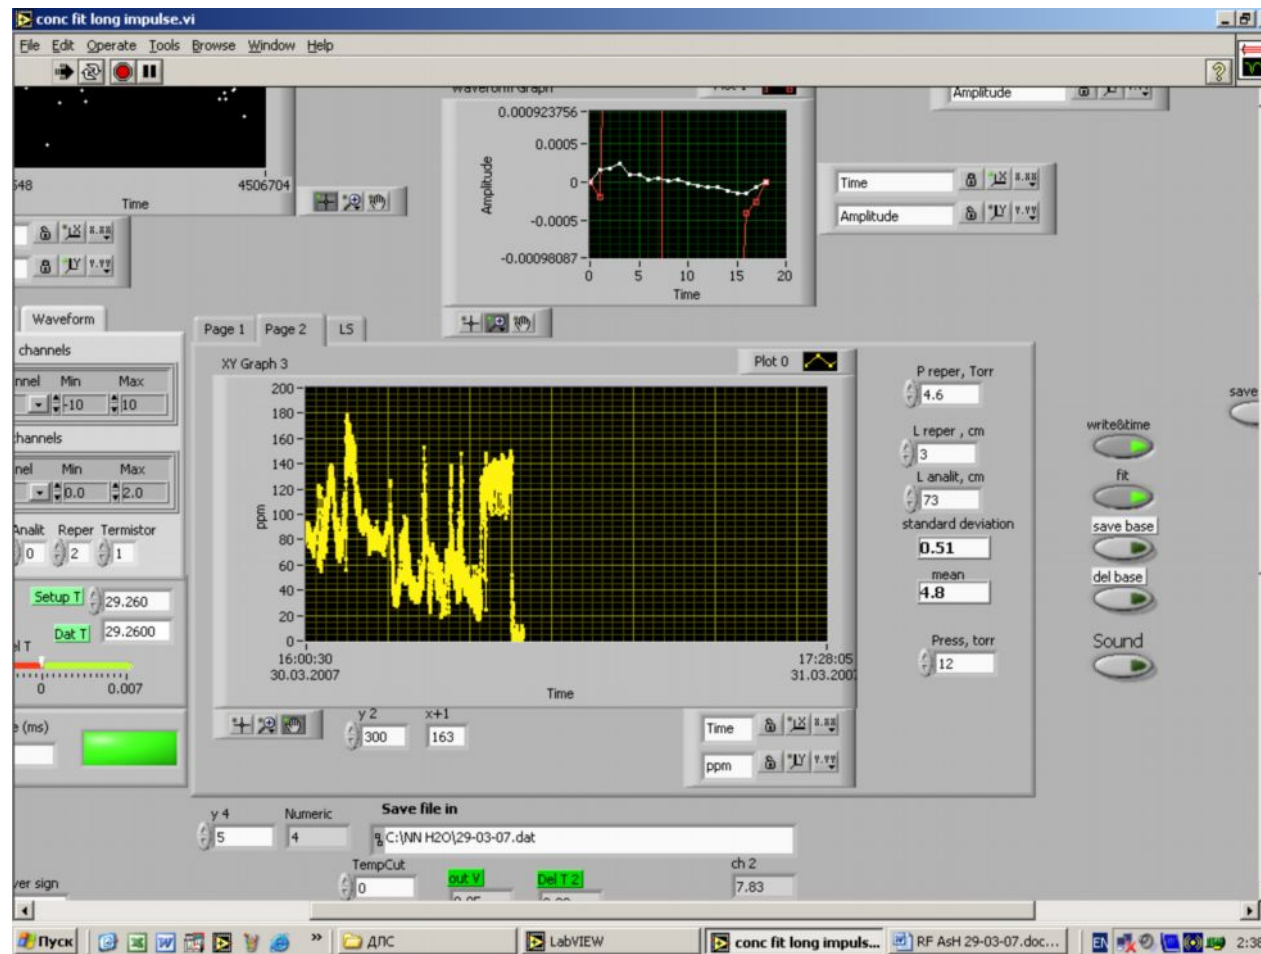 conc fit long impulse.vi
File Edit Operate Tools Browse Window Help
Waveform Graph
Amplitude
0.000923756
0.0005
0
-0.0005
-0.00098087
Amplitude
0 5 10 15 20
Time
548 4506704
Time
Time
Amplitude
Waveform
channels
Min Max
-10 10
channels
Min Max
0.0 2.0
Analit Reper Termistor
0 2 1
Setup T 29.260
Dat T 29.2600
0 0.007
(ms)
Page 1 Page 2 LS
XY Graph 3 Plot 0
200
180
160
140
120
100
80
60
40
20
0
ppm
16:00:30 17:28:05
30.03.2007 31.03.200
Time
y 2 x+1
300 163
Time
ppm
P reper, Torr
4.6
L reper , cm
3
L analit, cm
73
standard deviation
0.51
mean
4.8
Press, torr
12
write&time
fit
save base
del base
Sound
save
y 4 Numeric Save file in
5 4 C:\NN H2O\29-03-07.dat
TempCut out V Del T 2 ch 2
0 7.83
ver sign
Пуск » ДЛС LabVIEW conc fit long impuls... RF AsH 29-03-07.doc... EN 2:38